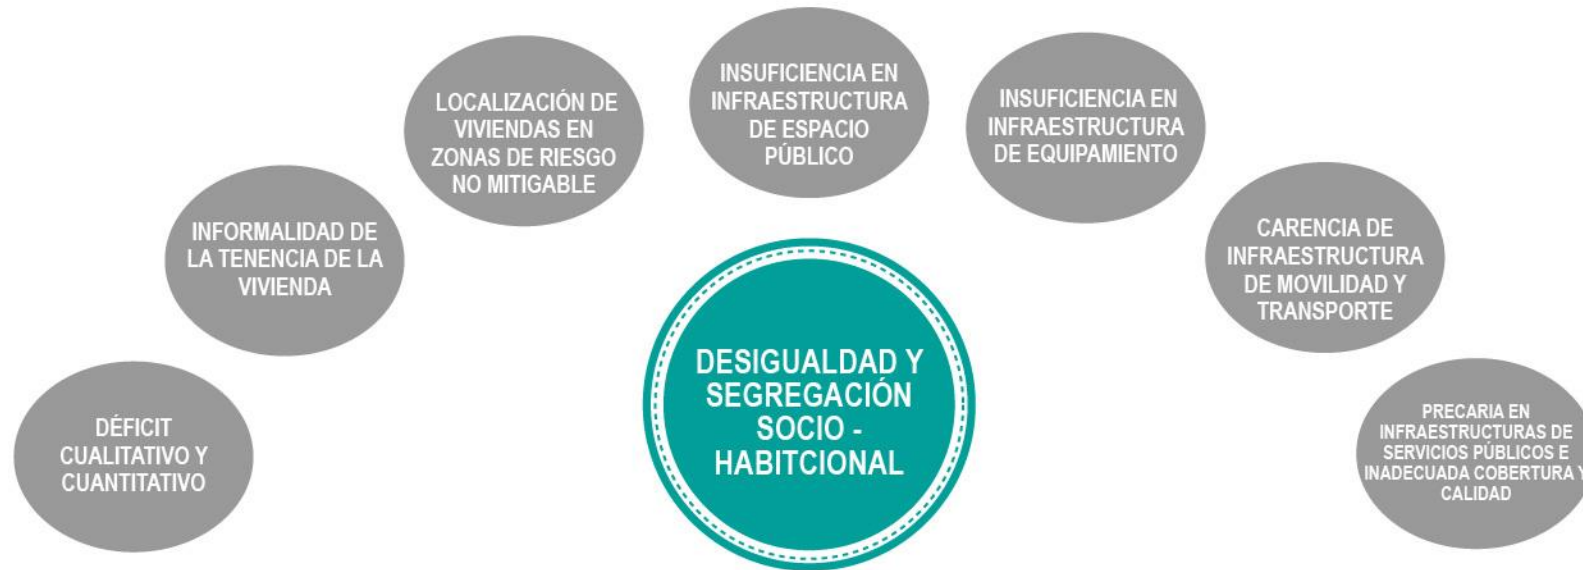 DÉFICIT
CUALITATIVO Y
CUANTITATIVO
INFORMALIDAD DE
LA TENENCIA DE LA
VIVIENDA
LOCALIZACIÓN DE
VIVIENDAS EN
ZONAS DE RIESGO
NO MITIGABLE
INSUFICIENCIA EN
INFRAESTRUCTURA
DE ESPACIO
PÚBLICO
INSUFICIENCIA EN
INFRAESTRUCTURA
DE EQUIPAMIENTO
CARENCIA DE
INFRAESTRUCTURA
DE MOVILIDAD Y
TRANSPORTE
PRECARIA EN
INFRAESTRUCTURAS DE
SERVICIOS PÚBLICOS E
INADECUADA COBERTURA Y
CALIDAD
DESIGUALDAD Y
SEGREGACIÓN
SOCIO -
HABITCIONAL